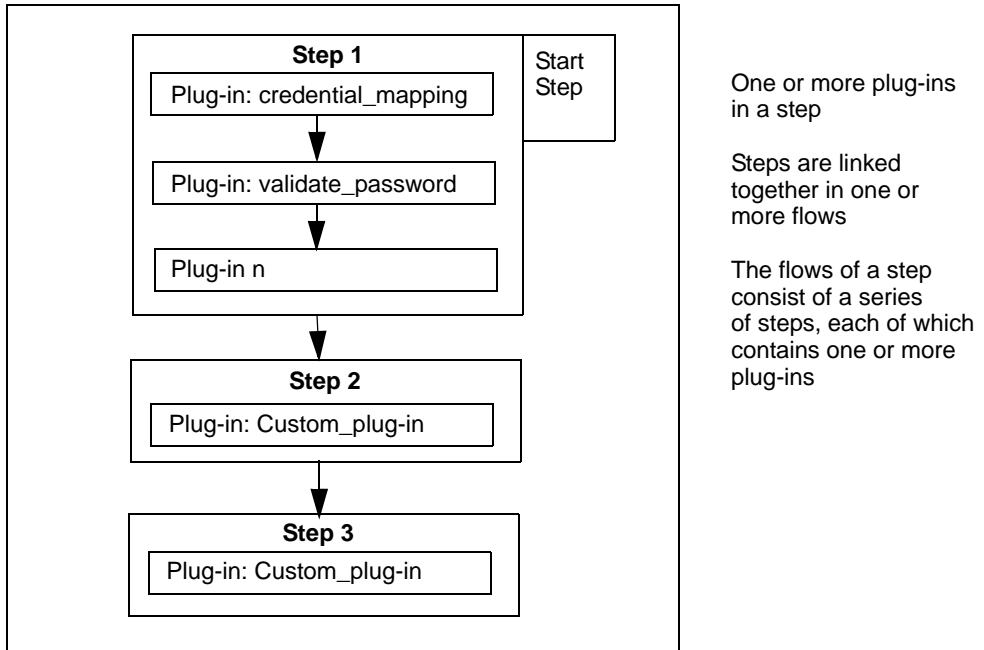 Step 1
Start
Step
Plug-in: credential_mapping
Plug-in: validate_password
Plug-in n
Step 2
Plug-in: Custom_plug-in
Step 3
Plug-in: Custom_plug-in
One or more plug-ins
in a step
Steps are linked
together in one or
more flows
The flows of a step
consist of a series
of steps, each of which
contains one or more
plug-ins